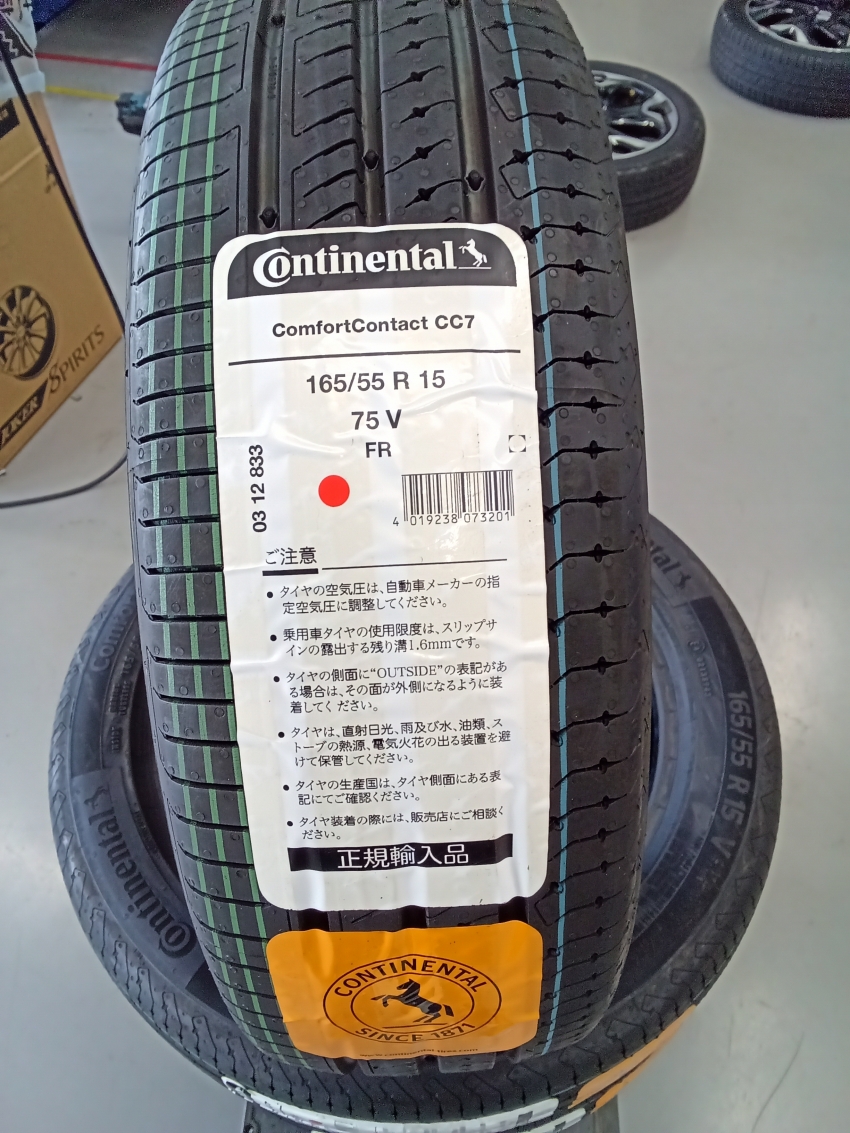 Continental
ComfortContact CC7
165/55 R 15
75 V
FR
03 12 833
4 019238 073201
ご注意
● タイヤの空気圧は、自動車メーカーの指
定空気圧に調整してください。
● 乗用車タイヤの使用限度は、スリップサ
インの露出する残り溝1.6mmです。
● タイヤの側面に“OUTSIDE”の表記があ
る場合は、その面が外側になるように装
着してください。
● タイヤは、直射日光、雨及び水、油類、ス
トーブの熱源、電気火花の出る装置を避
けて保管してください。
● タイヤの生産国は、タイヤ側面にある表
記にてご確認ください。
● タイヤ装着の際には、販売店にご相談く
ださい。
正規輸入品
CONTINENTAL
SINCE 1871
www.continental-tires.com
SPIRITS
Continental
165/55 R 15
Continental